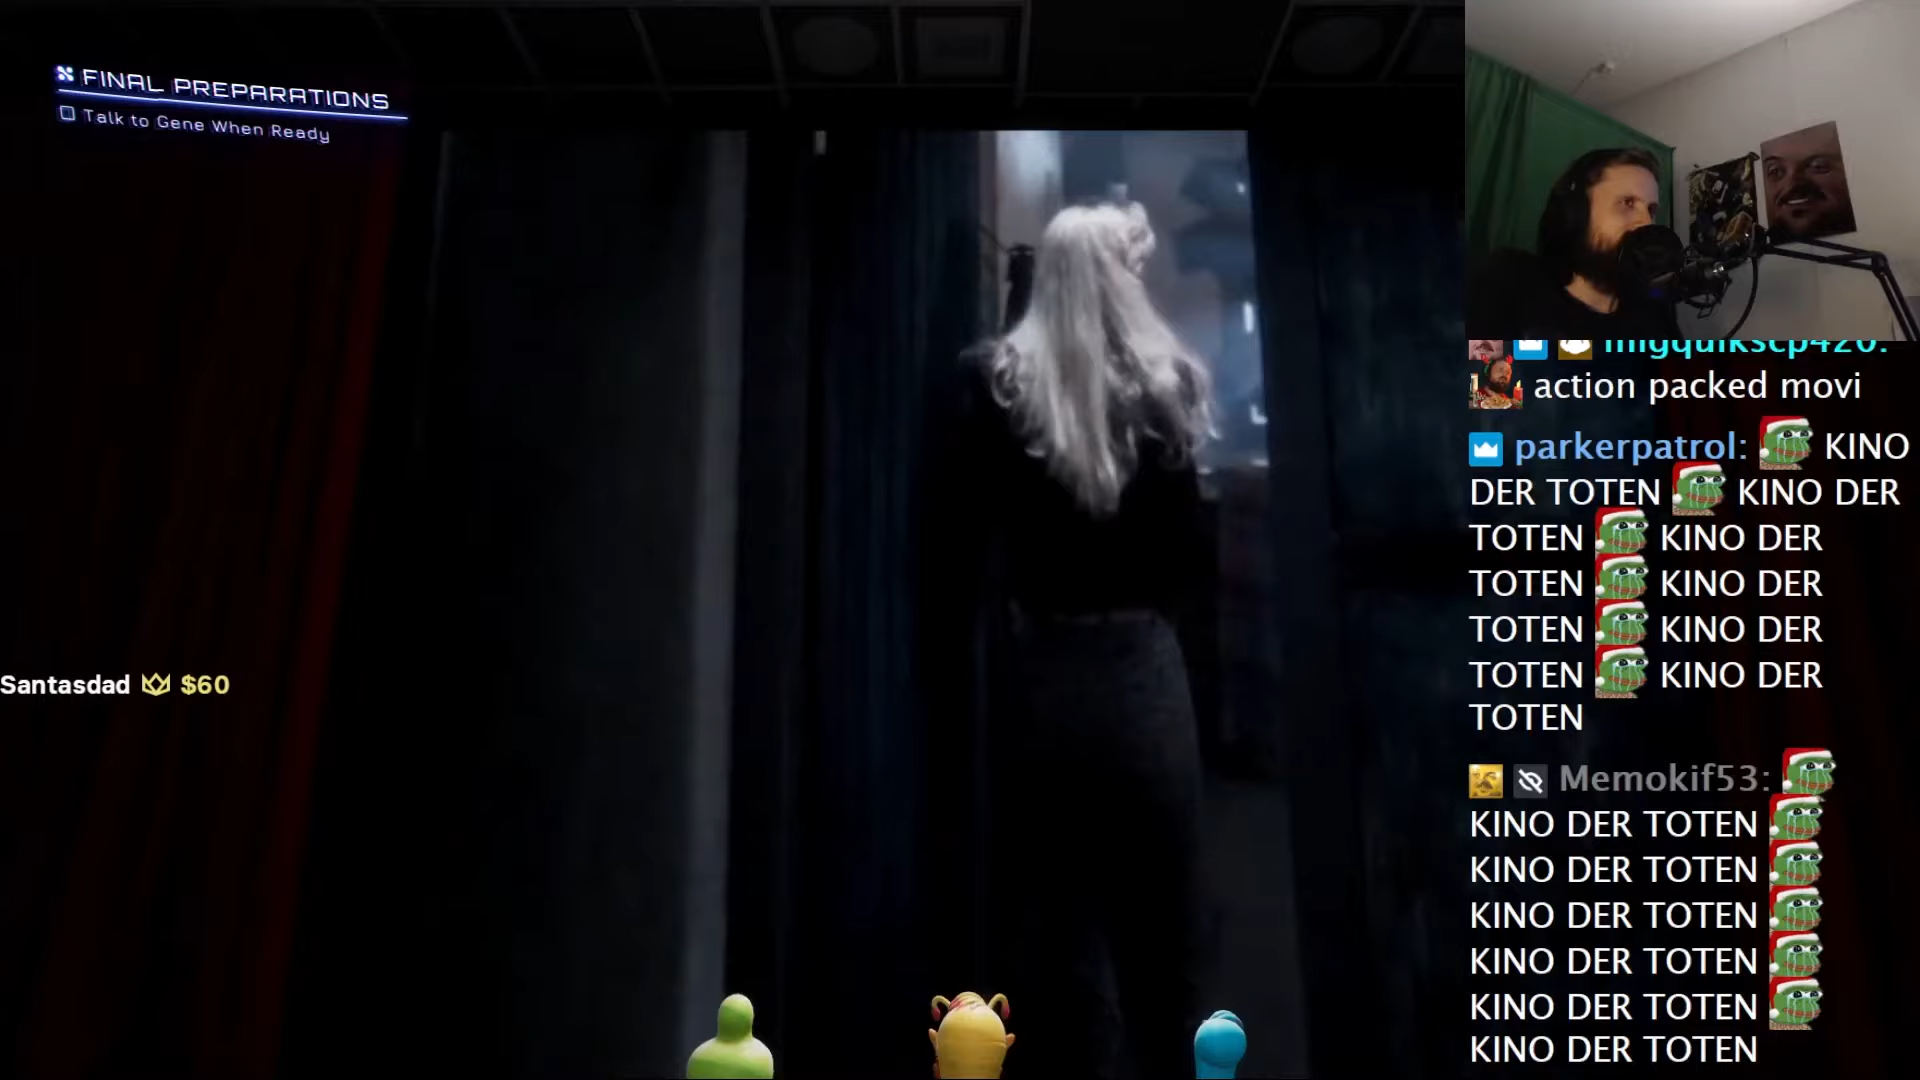 FINAL PREPARATIONS
Talk to Gene When Ready
Santasdad $60
action packed movi
parkerpatrol: KINO
DER TOTEN KINO DER
TOTEN KINO DER
TOTEN KINO DER
TOTEN KINO DER
TOTEN KINO DER
TOTEN
Memokif53:
KINO DER TOTEN
KINO DER TOTEN
KINO DER TOTEN
KINO DER TOTEN
KINO DER TOTEN
KINO DER TOTEN